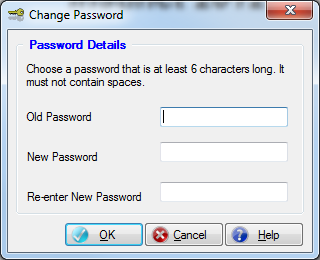 Change Password
Password Details
Choose a password that is at least 6 characters long. It
must not contain spaces.
Old Password
New Password
Re-enter New Password
OK
Cancel
Help